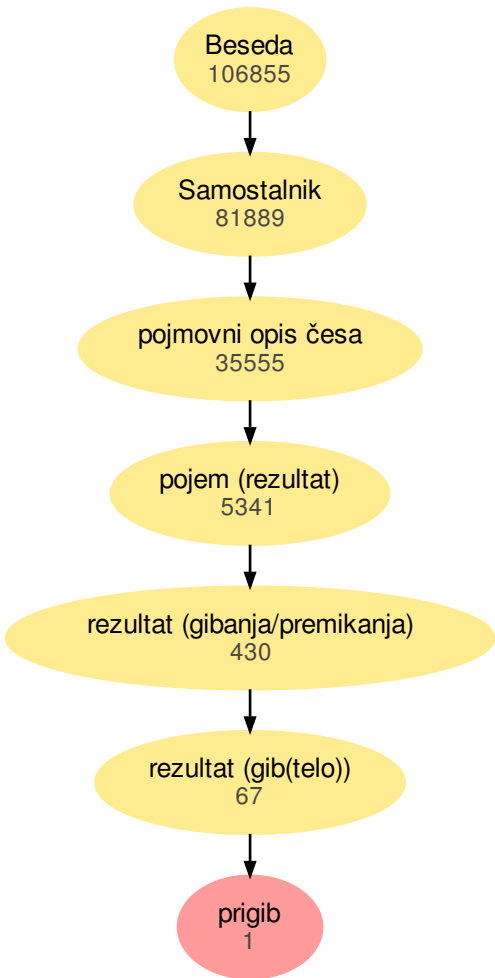 Beseda
106855
Samostalnik
81889
pojmovni opis česa
35555
pojem (rezultat)
5341
rezultat (gibanja/premikanja)
430
rezultat (gib(telo))
67
prigib
1